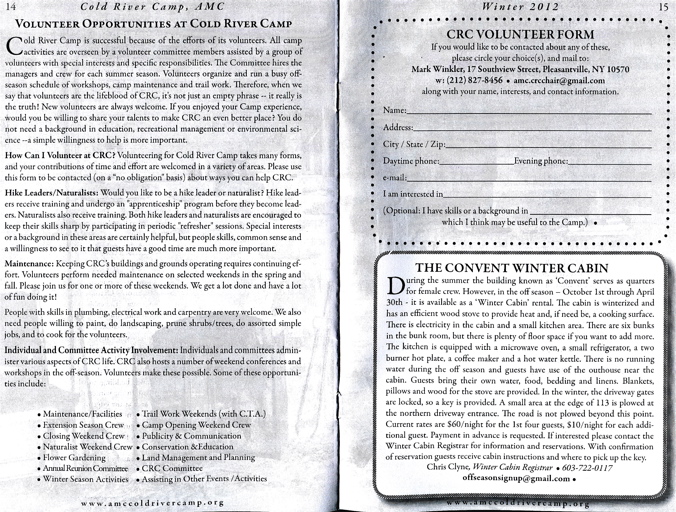 14 Cold River Camp, AMC
VOLUNTEER OPPORTUNITIES AT COLD RIVER CAMP
Cold River Camp is successful because of the efforts of its volunteers. All camp
activities are overseen by a volunteer committee members assisted by a group of
volunteers with special interests and specific responsibilities. The Committee hires the
managers and crew for each summer season. Volunteers organize and run a busy off-
season schedule of workshops, camp maintenance and trail work. Therefore, when we
say that volunteers are the lifeblood of CRC, it's not just an empty phrase -- it really is
the truth! New volunteers are always welcome. If you enjoyed your Camp experience,
would you be willing to share your talents to make CRC an even better place? You do
not need a background in education, recreational management or environmental sci-
ence --a simple willingness to help is more important.
How Can I Volunteer at CRC? Volunteering for Cold River Camp takes many forms,
and your contributions of time and effort are welcomed in a variety of areas. Please use
this form to be contacted (on a "no obligation" basis) about ways you can help CRC.
Hike Leaders/Naturalists: Would you like to be a hike leader or naturalist? Hike lead-
ers receive training and undergo an "apprenticeship" program before they become lead-
ers. Naturalists also receive training. Both hike leaders and naturalists are encouraged to
keep their skills sharp by participating in periodic "refresher" sessions. Special interests
or a background in these areas are certainly helpful, but people skills, common sense and
a willingness to see to it that guests have a good time are much more important.
Maintenance: Keeping CRC's buildings and grounds operating requires continuing ef-
fort. Volunteers perform needed maintenance on selected weekends in the spring and
fall. Please join us for one or more of these weekends. We get a lot done and have a lot
of fun doing it!
People with skills in plumbing, electrical work and carpentry are very welcome. We also
need people willing to paint, do landscaping, prune shrubs/trees, do assorted simple
jobs, and to cook for the volunteers.
Individual and Committee Activity Involvement: Individuals and committees admin-
ister various aspects of CRC life. CRC also hosts a number of weekend conferences and
workshops in the off-season. Volunteers make these possible. Some of these opportuni-
ties include:
• Maintenance/Facilities • Trail Work Weekends (with C.T.A.)
• Extension Season Crew • Camp Opening Weekend Crew
• Closing Weekend Crew • Publicity & Communication
• Naturalist Weekend Crew • Conservation & Education
• Flower Gardening • Land Management and Planning
• Annual Reunion Committee • CRC Committee
• Winter Season Activities • Assisting in Other Events /Activities
www.amccoldrivercamp.org
Winter 2012 15
CRC VOLUNTEER FORM
If you would like to be contacted about any of these,
please circle your choice(s), and mail to:
Mark Winkler, 17 Southview Street, Pleasantville, NY 10570
w: (212) 827-8456 • amc.crchair@gmail.com
along with your name, interests, and contact information.
Name:
Address:
City / State / Zip:
Daytime phone: Evening phone:
e-mail:
I am interested in
(Optional: I have skills or a background in
which I think may be useful to the Camp.) •
THE CONVENT WINTER CABIN
During the summer the building known as 'Convent' serves as quarters
for female crew. However, in the off season – October 1st through April
30th - it is available as a 'Winter Cabin' rental. The cabin is winterized and
has an efficient wood stove to provide heat and, if need be, a cooking surface.
There is electricity in the cabin and a small kitchen area. There are six bunks
in the bunk room, but there is plenty of floor space if you want to add more.
The kitchen is equipped with a microwave oven, a small refrigerator, a two
burner hot plate, a coffee maker and a hot water kettle. There is no running
water during the off season and guests have use of the outhouse near the
cabin. Guests bring their own water, food, bedding and linens. Blankets,
pillows and wood for the stove are provided. In the winter, the driveway gates
are locked, so a key is provided. A small area at the edge of 113 is plowed at
the northern driveway entrance. The road is not plowed beyond this point.
Current rates are $60/night for the 1st four guests, $10/night for each addi-
tional guest. Payment in advance is requested. If interested please contact the
Winter Cabin Registrar for information and reservations. With confirmation
of reservation guests receive cabin instructions and where to pick up the key.
Chris Clyne, Winter Cabin Registrar • 603-722-0117
offseasonsignup@gmail.com •
www.amccoldrivercamp.org